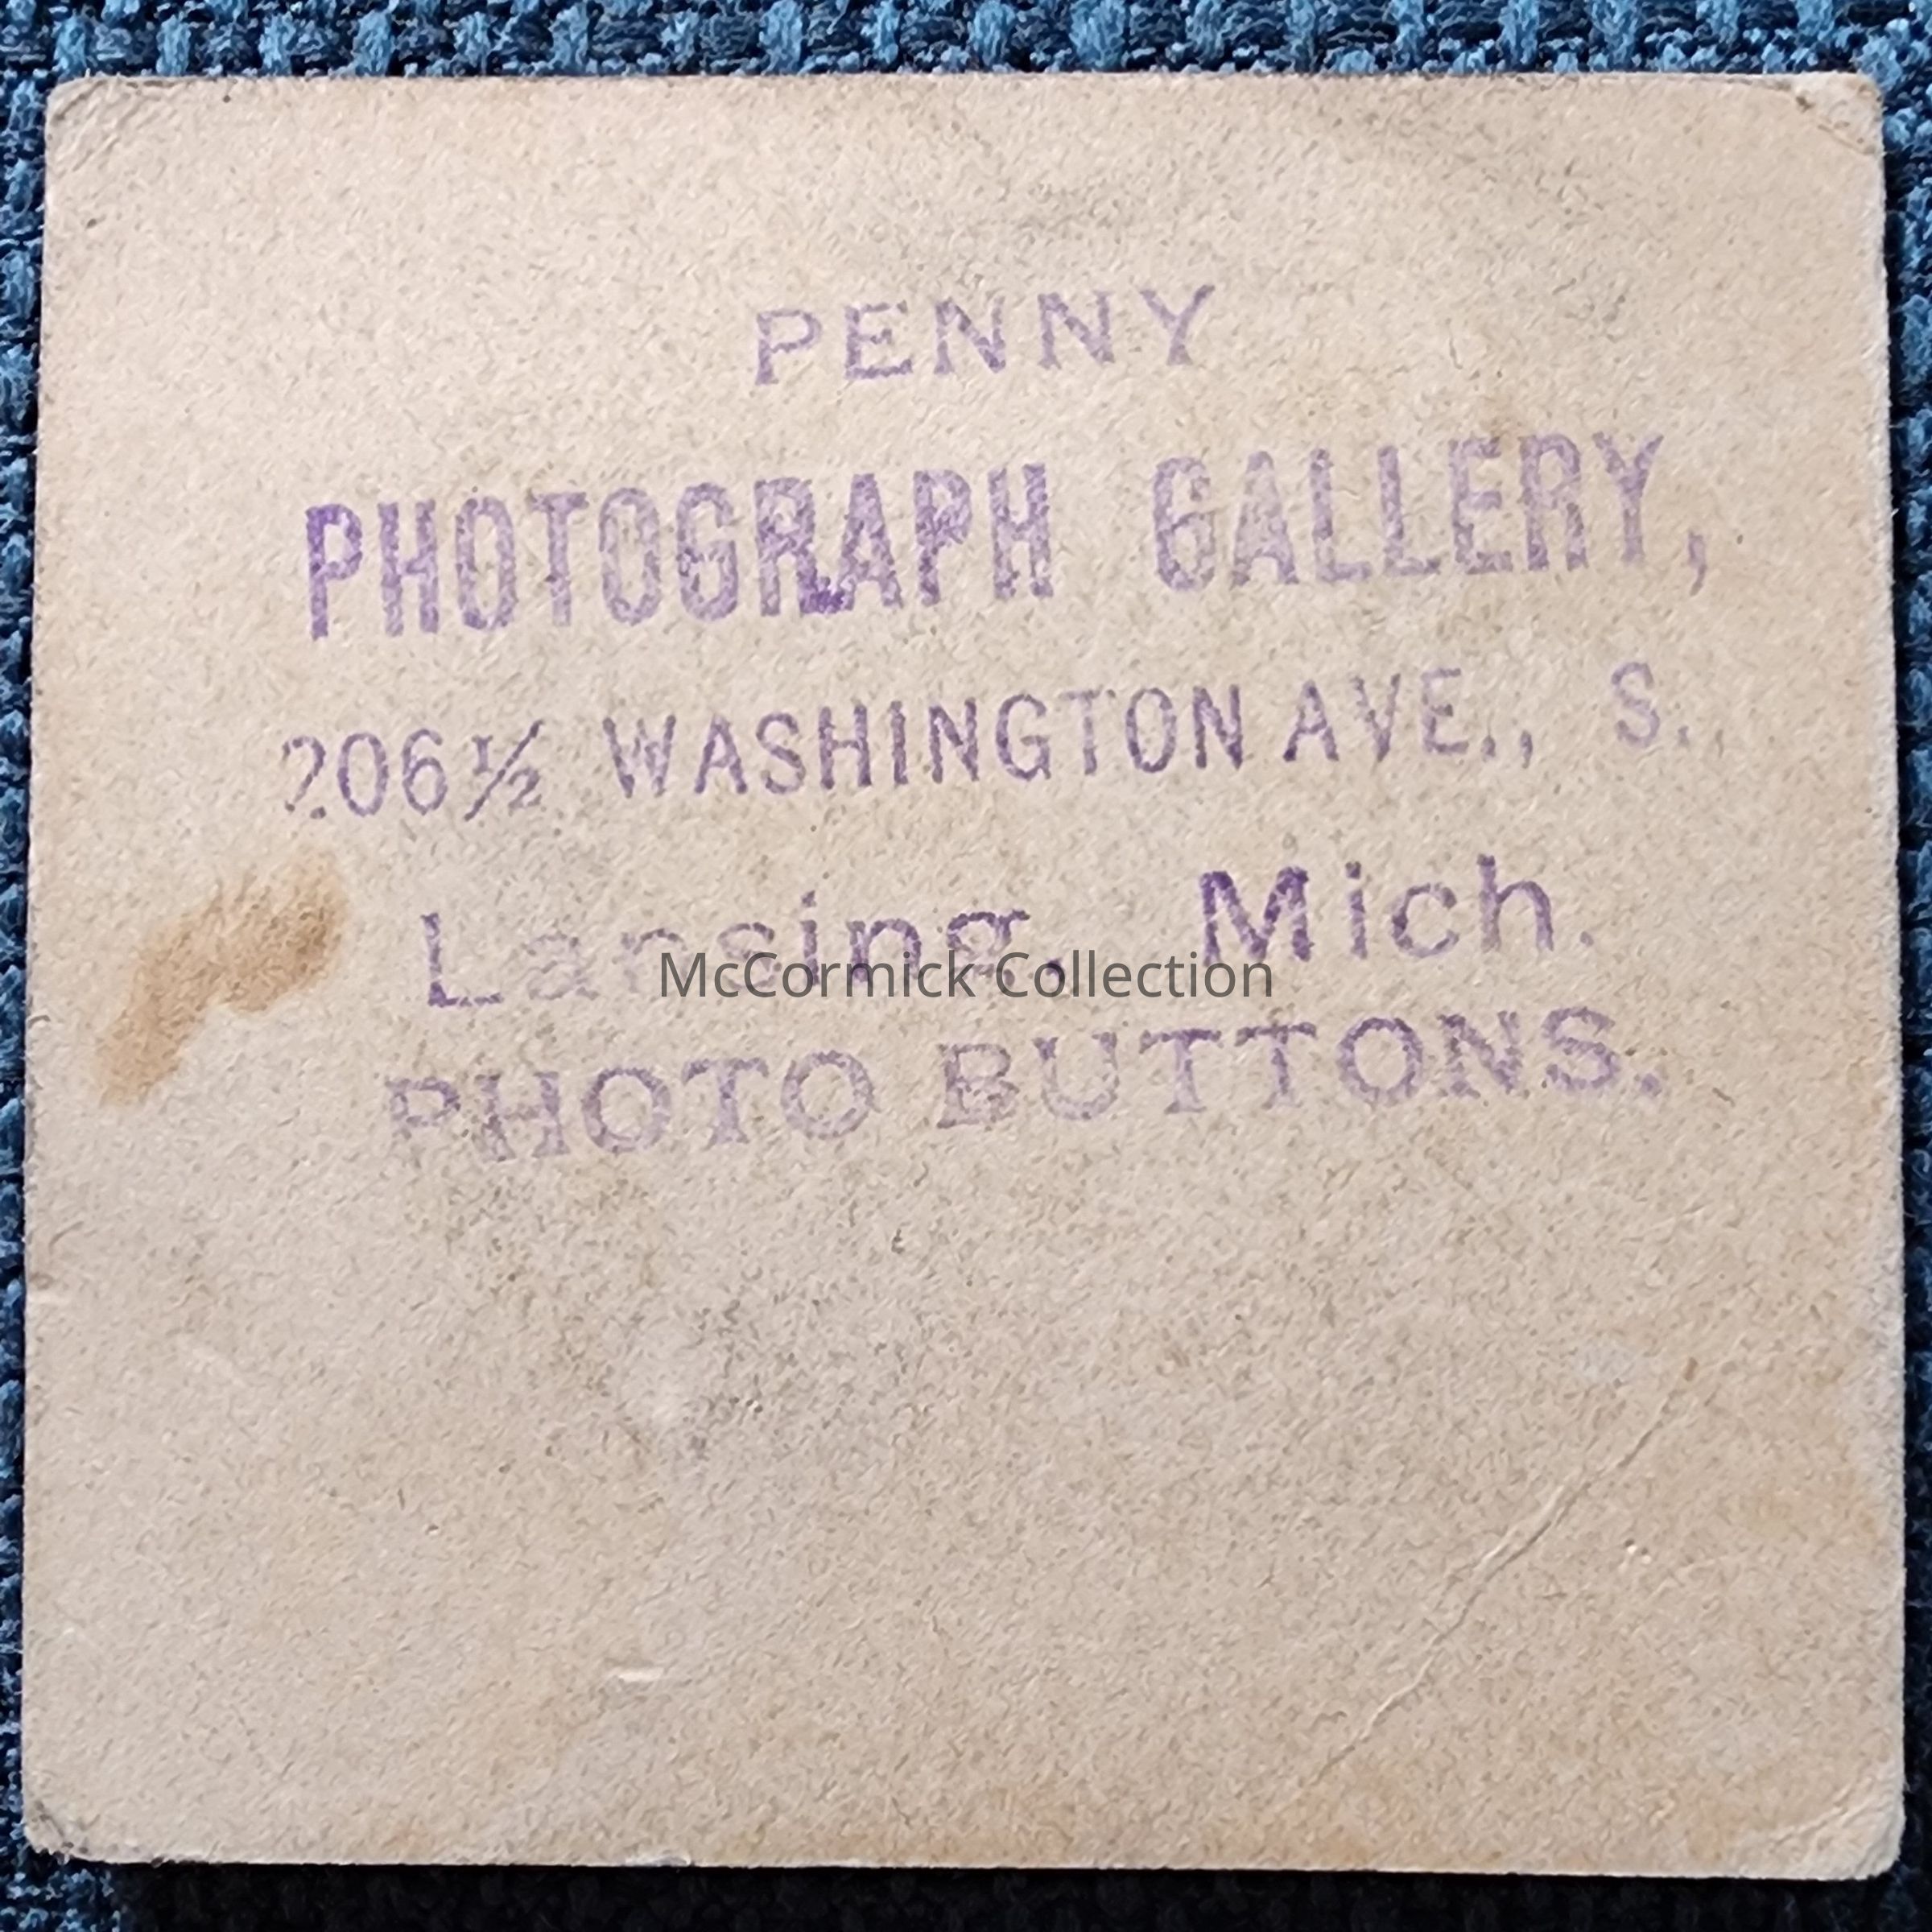 PENNY
PHOTOGRAPH GALLERY,
206½ WASHINGTON AVE., S.,
Lansing, Mich.
McCormick Collection
PHOTO BUTTONS.